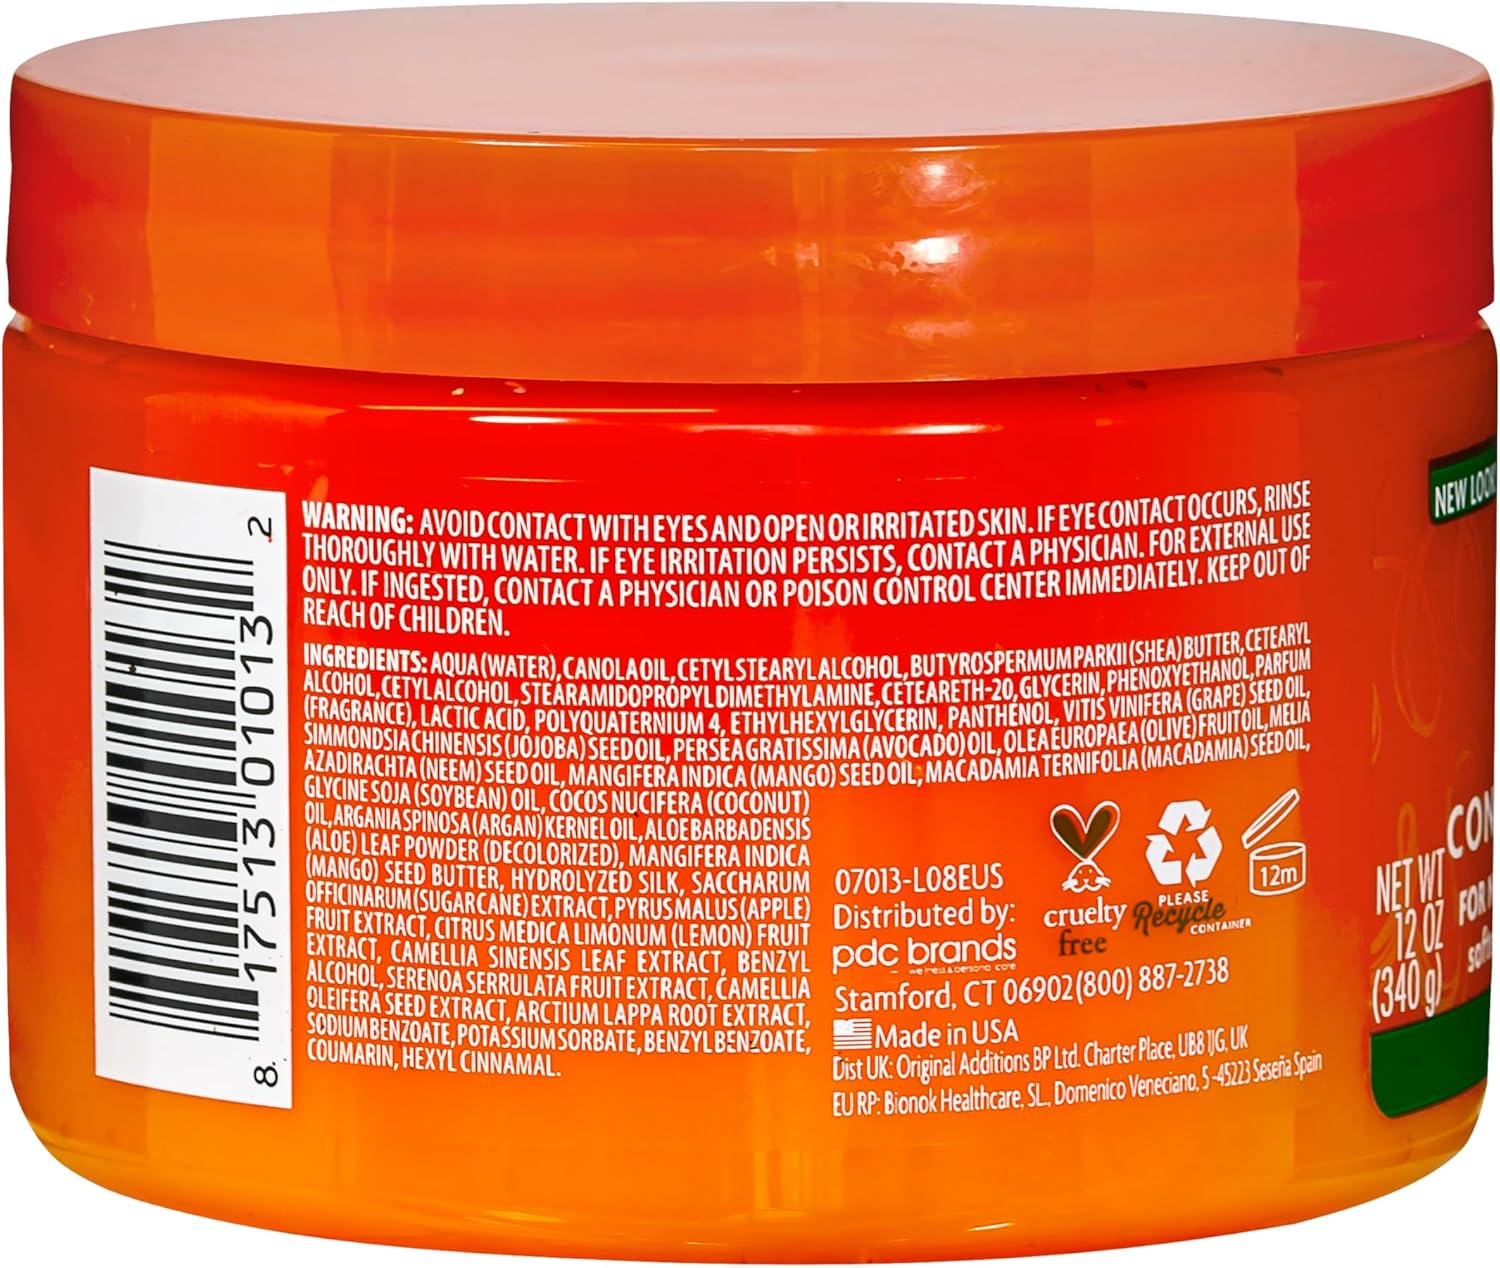 WARNING: AVOID CONTACT WITH EYES AND OPEN OR IRRITATED SKIN. IF EYE CONTACT OCCURS, RINSE
THOROUGHLY WITH WATER. IF EYE IRRITATION PERSISTS, CONTACT A PHYSICIAN. FOR EXTERNAL USE
ONLY. IF INGESTED, CONTACT A PHYSICIAN OR POISON CONTROL CENTER IMMEDIATELY. KEEP OUT OF
REACH OF CHILDREN.
INGREDIENTS: AQUA (WATER), CANOLA OIL, CETYL STEARYL ALCOHOL, BUTYROSPERMUM PARKII (SHEA) BUTTER, CETEARYL
ALCOHOL, CETYL ALCOHOL, STEARAMIDOPROPYL DIMETHYLAMINE, CETEARETH-20, GLYCERIN, PHENOXYETHANOL, PARFUM
(FRAGRANCE), LACTIC ACID, POLYQUATERNIUM 4, ETHYLHEXYLGLYCERIN, PANTHENOL, VITIS VINIFERA (GRAPE) SEED OIL,
SIMMONDSIA CHINENSIS (JOJOBA) SEED OIL, PERSEA GRATISSIMA (AVOCADO) OIL, OLEA EUROPAEA (OLIVE) FRUIT OIL, MELIA
AZADIRACHTA (NEEM) SEED OIL, MANGIFERA INDICA (MANGO) SEED OIL, MACADAMIA TERNIFOLIA (MACADAMIA) SEED OIL,
GLYCINE SOJA (SOYBEAN) OIL, COCOS NUCIFERA (COCONUT)
OIL, ARGANIA SPINOSA (ARGAN) KERNEL OIL, ALOE BARBADENSIS
(ALOE) LEAF POWDER (DECOLORIZED), MANGIFERA INDICA
(MANGO) SEED BUTTER, HYDROLYZED SILK, SACCHARUM
OFFICINARUM (SUGAR CANE) EXTRACT, PYRUS MALUS (APPLE)
FRUIT EXTRACT, CITRUS MEDICA LIMONUM (LEMON) FRUIT
EXTRACT, CAMELLIA SINENSIS LEAF EXTRACT, BENZYL
ALCOHOL, SERENOA SERRULATA FRUIT EXTRACT, CAMELLIA
OLEIFERA SEED EXTRACT, ARCTIUM LAPPA ROOT EXTRACT,
SODIUM BENZOATE, POTASSIUM SORBATE, BENZYL BENZOATE,
COUMARIN, HEXYL CINNAMAL.
8 17513 01013 2
07013-L08EUS
Distributed by:
pdc brands
wellness & personal care
Stamford, CT 06902 (800) 887-2738
Made in USA
Dist UK: Original Additions BP Ltd. Charter Place, UB8 1JG, UK
EU RP: Bionok Healthcare, SL., Domenico Veneciano, 5 -45223 Seseña Spain
cruelty
free
PLEASE
Recycle
CONTAINER
12m
NEW LOOK
CON
FOR N
NET WT
12 OZ
(340 g)